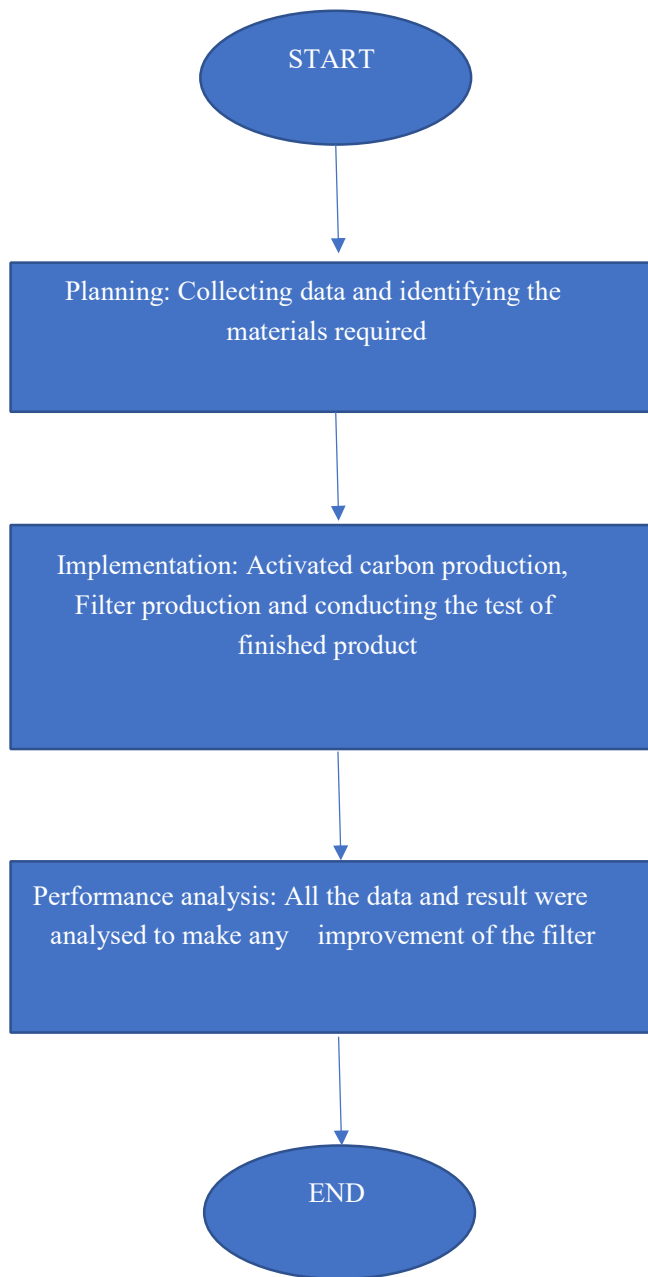 START
Planning: Collecting data and identifying the
materials required
Implementation: Activated carbon production,
Filter production and conducting the test of
finished product
Performance analysis: All the data and result were
analysed to make any improvement of the filter
END